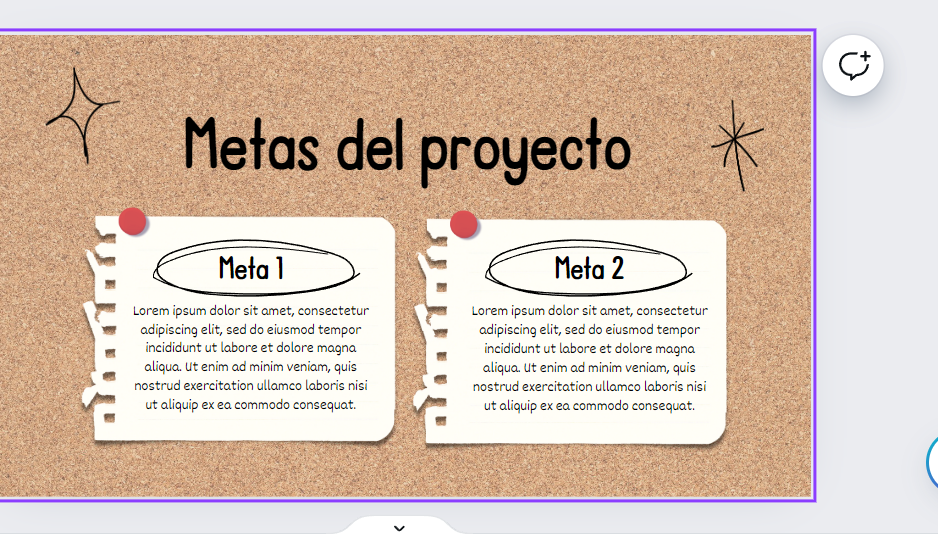 Metas del proyecto
Meta 1
Lorem ipsum dolor sit amet, consectetur
adipiscing elit, sed do eiusmod tempor
incididunt ut labore et dolore magna
aliqua. Ut enim ad minim veniam, quis
nostrud exercitation ullamco laboris nisi
ut aliquip ex ea commodo consequat.
Meta 2
Lorem ipsum dolor sit amet, consectetur
adipiscing elit, sed do eiusmod tempor
incididunt ut labore et dolore magna
aliqua. Ut enim ad minim veniam, quis
nostrud exercitation ullamco laboris nisi
ut aliquip ex ea commodo consequat.